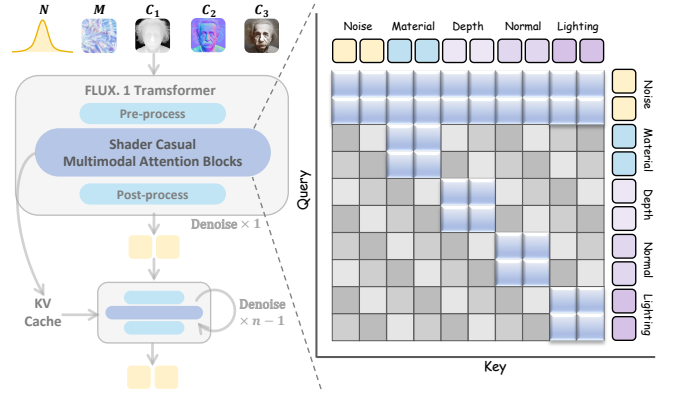 N M C₁ C₂ C₃
FLUX. 1 Transformer
Pre-process
Shader Casual
Multimodal Attention Blocks
Post-process
Denoise × 1
KV
Cache
Denoise
× n − 1
Noise Material Depth Normal Lighting
Query
Noise
Material
Depth
Normal
Lighting
Key